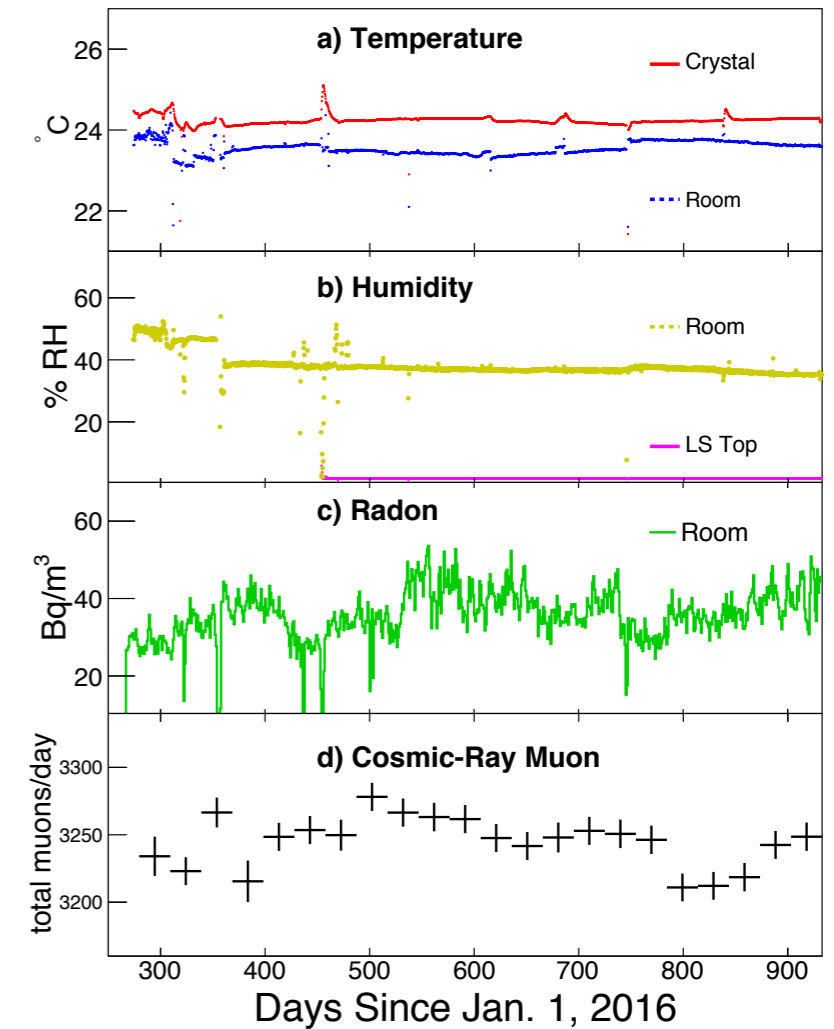 a) Temperature
Crystal
Room
° C
26
24
22
b) Humidity
Room
LS Top
% RH
60
40
20
c) Radon
Room
Bq/m³
60
40
20
d) Cosmic-Ray Muon
total muons/day
3300
3250
3200
300 400 500 600 700 800 900
Days Since Jan. 1, 2016